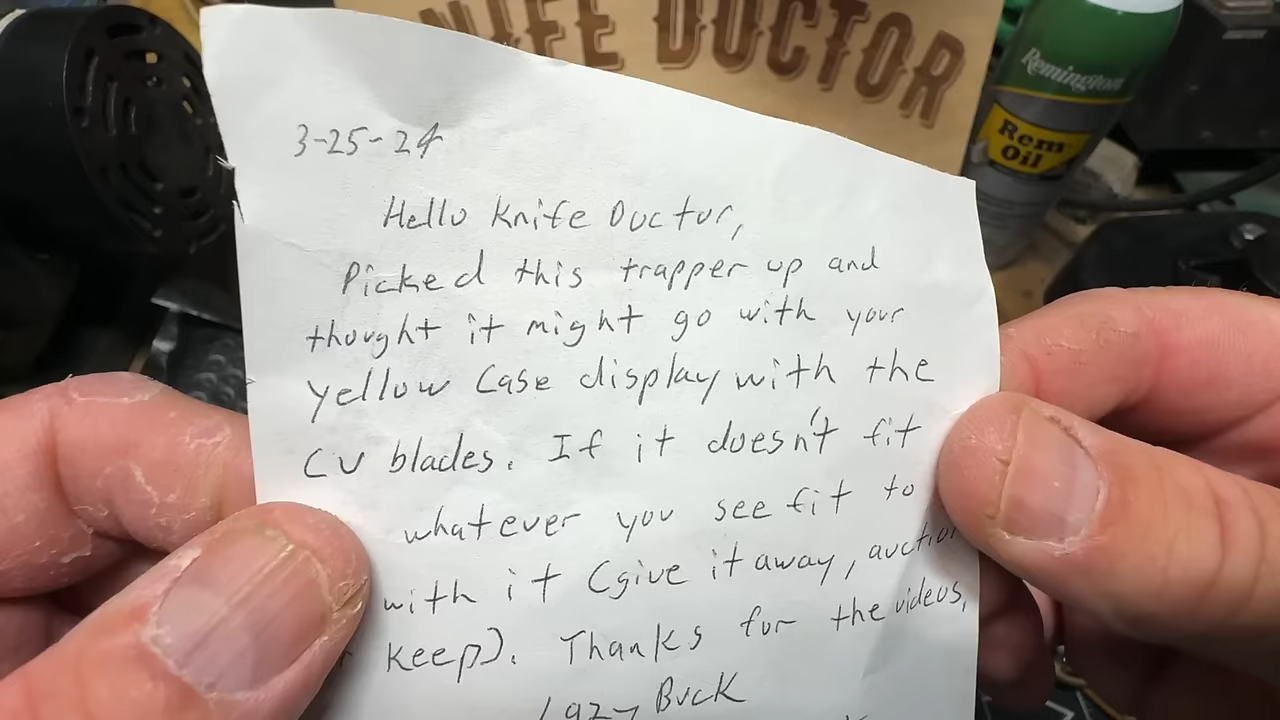 NIFE DOCTOR
Remington
Rem
Oil
3-25-24
Hello Knife Doctor,
Picked this trapper up and
thought it might go with your
yellow Case display with the
CV blades. If it doesn't fit
whatever you see fit to
with it (give it away, auction
keep). Thanks for the videos,
Lazy Buck